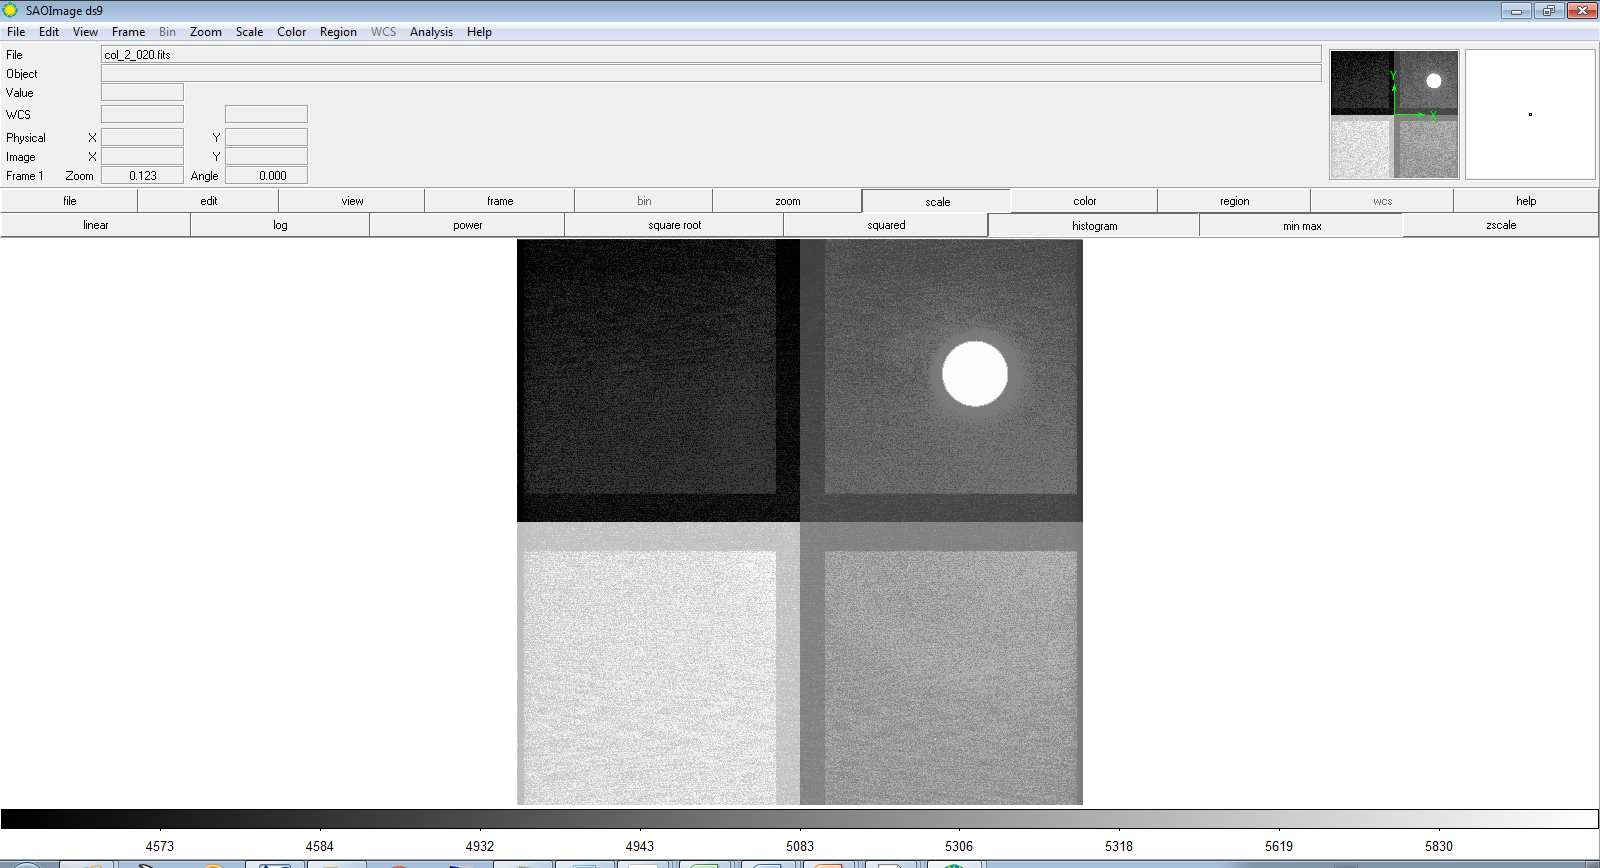 SAOImage ds9
File Edit View Frame Bin Zoom Scale Color Region WCS Analysis Help
File col_2_020.fits
Object
Value
WCS
Physical X Y
Image X Y
Frame 1 Zoom 0.123 Angle 0.000
Y
X
file edit view frame bin zoom scale color region wcs help
linear log power square root squared histogram min max zscale
4573 4584 4932 4943 5083 5306 5318 5619 5830